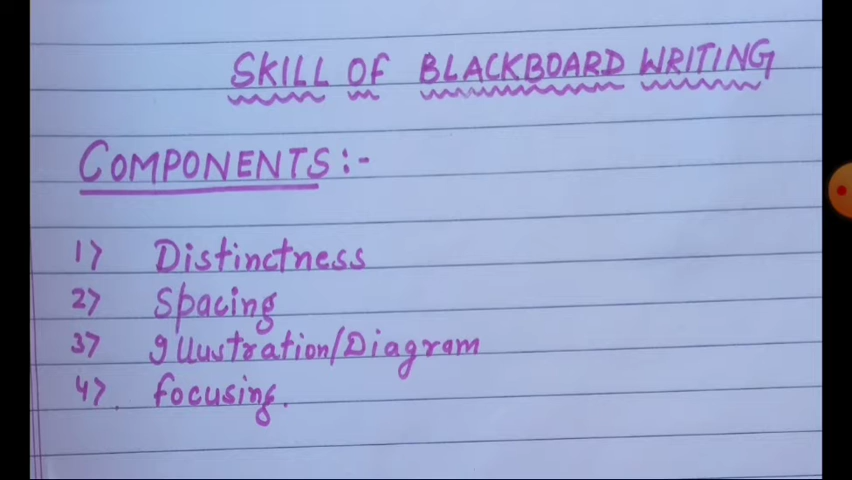 SKILL OF BLACKBOARD WRITING
COMPONENTS:-
1> Distinctness
2> Spacing
3> Illustration/Diagram
4> focusing.